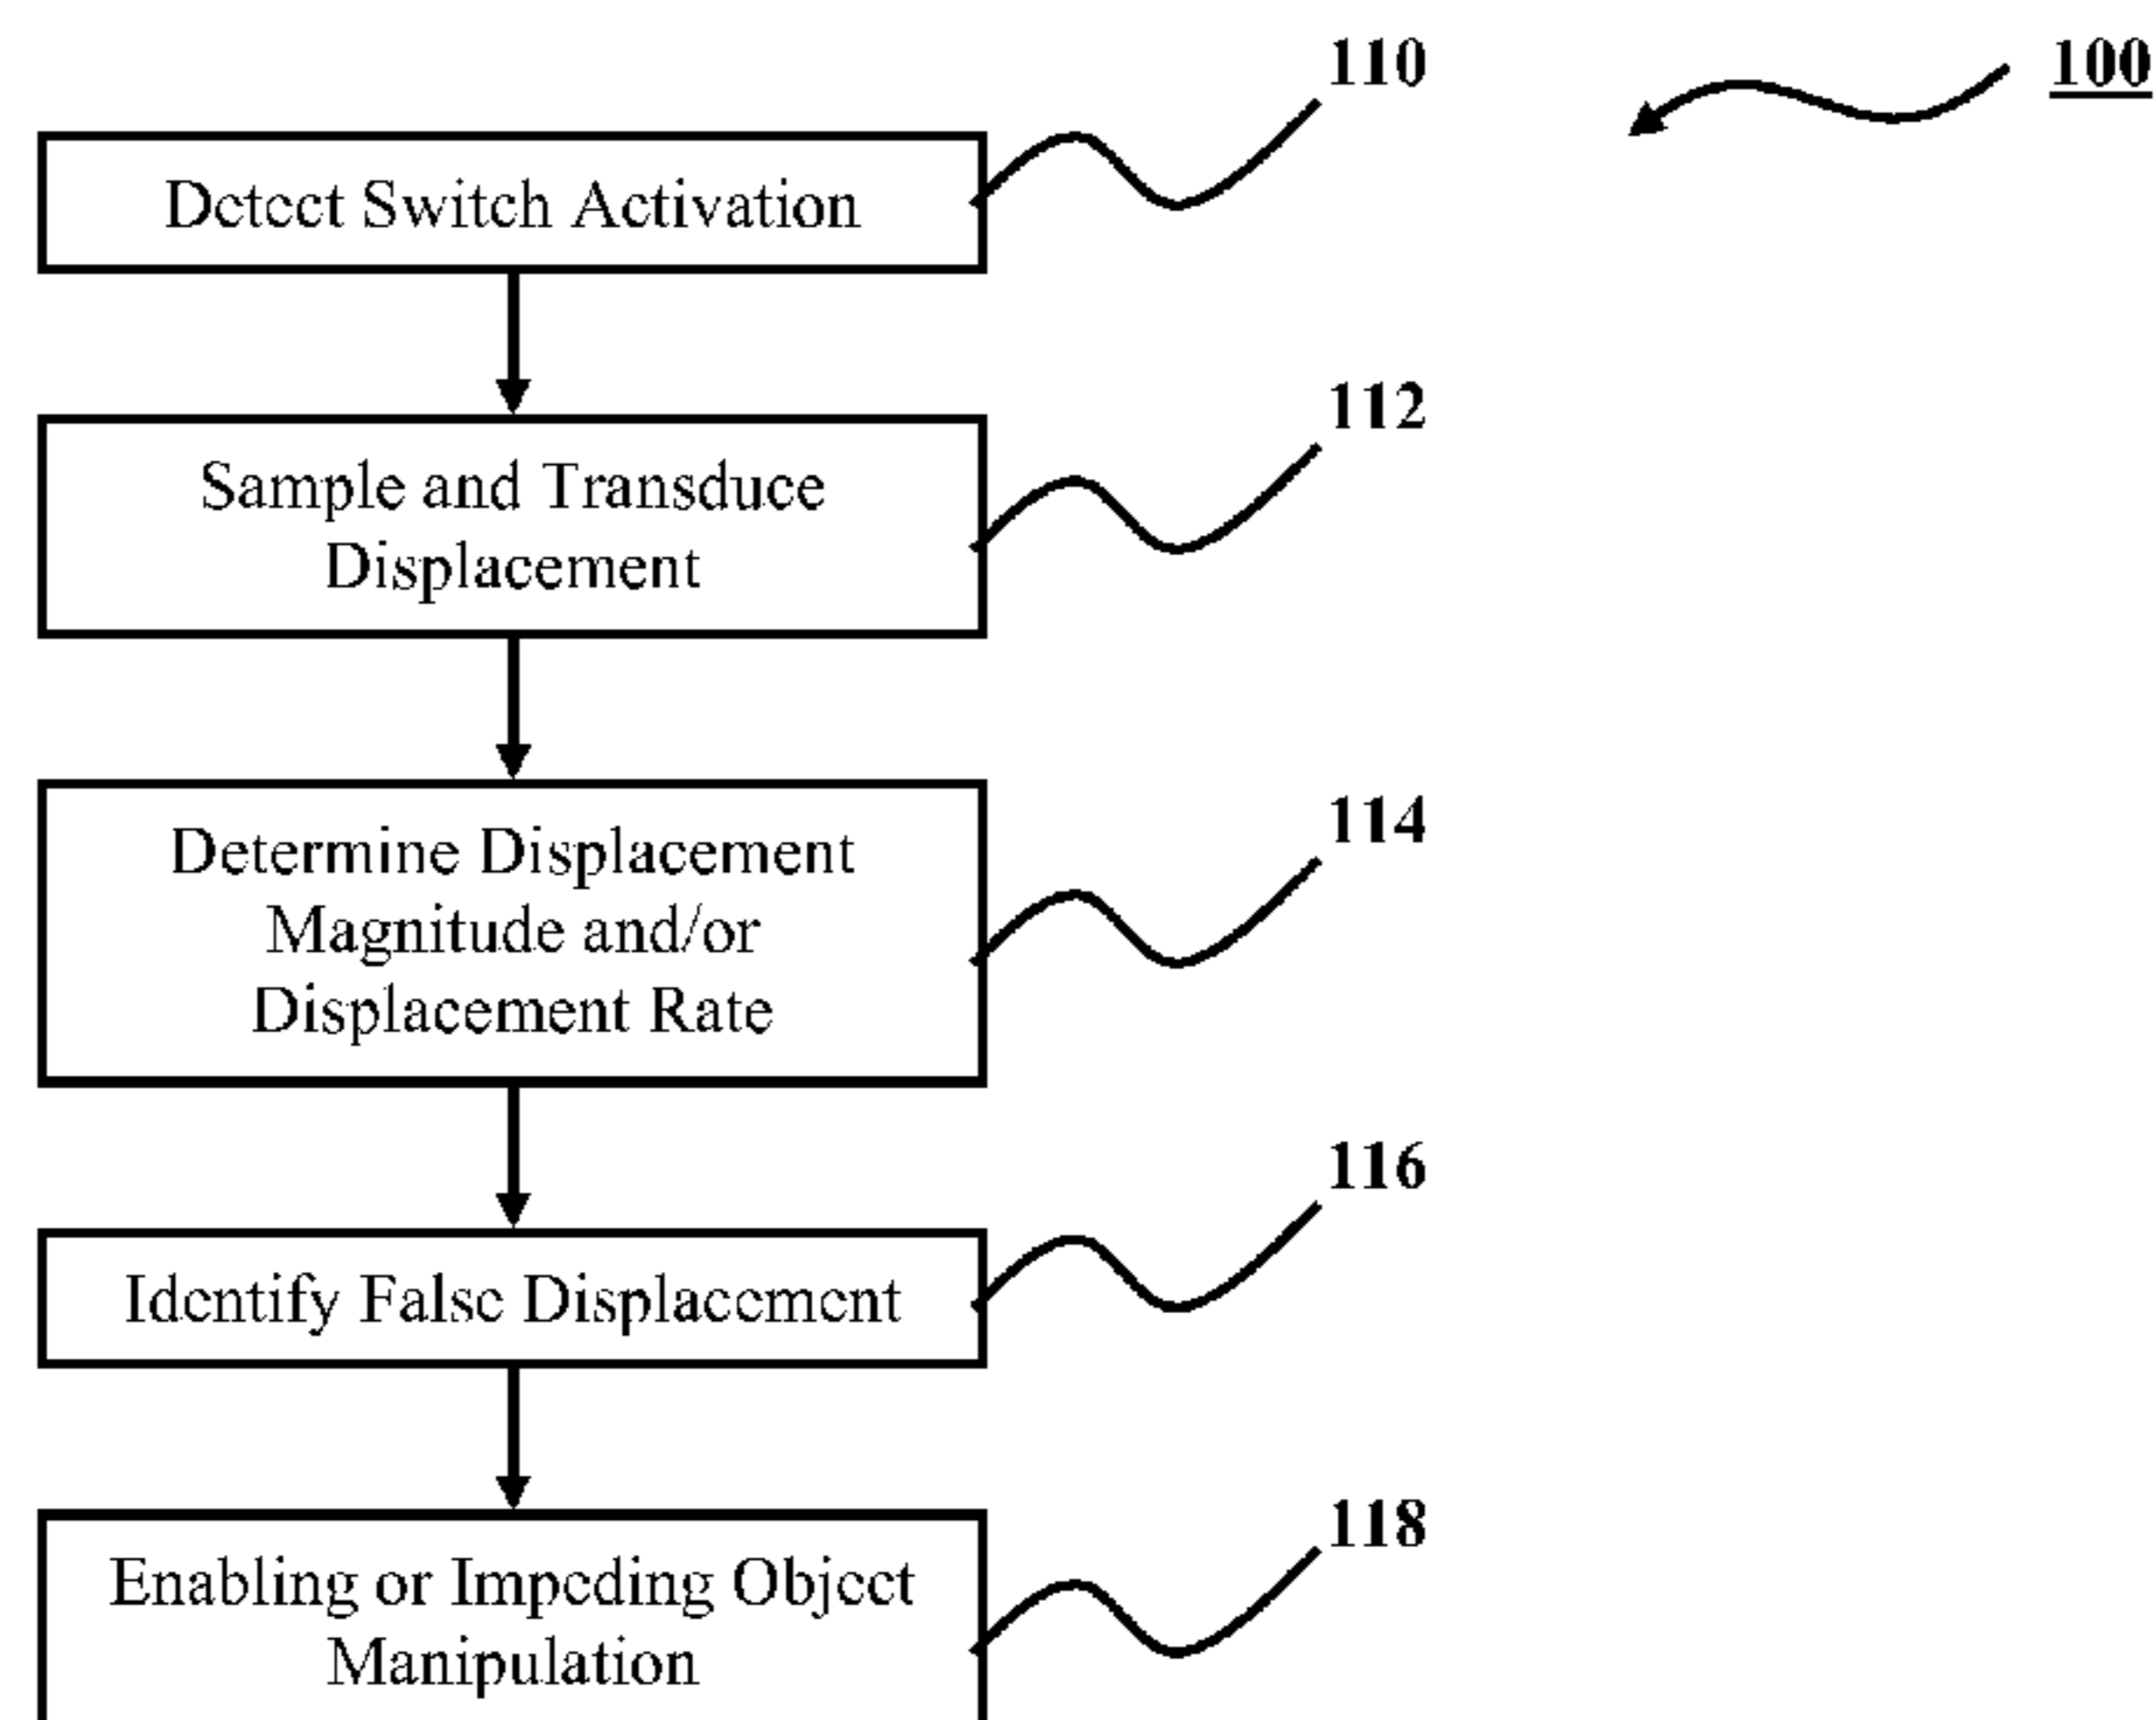 110
100
Detect Switch Activation
112
Sample and Transduce
Displacement
114
Determine Displacement
Magnitude and/or
Displacement Rate
116
Identify False Displacement
118
Enabling or Impeding Object
Manipulation